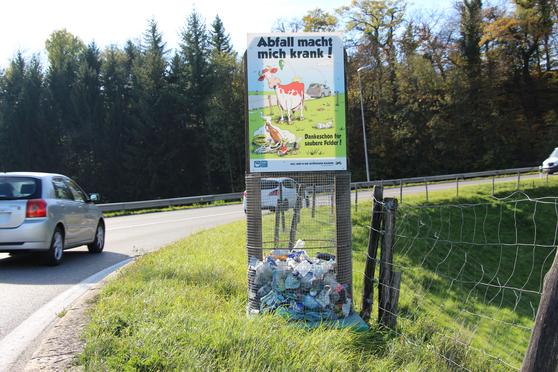 Abfall macht
mich krank!
Dankeschön für
saubere Felder!